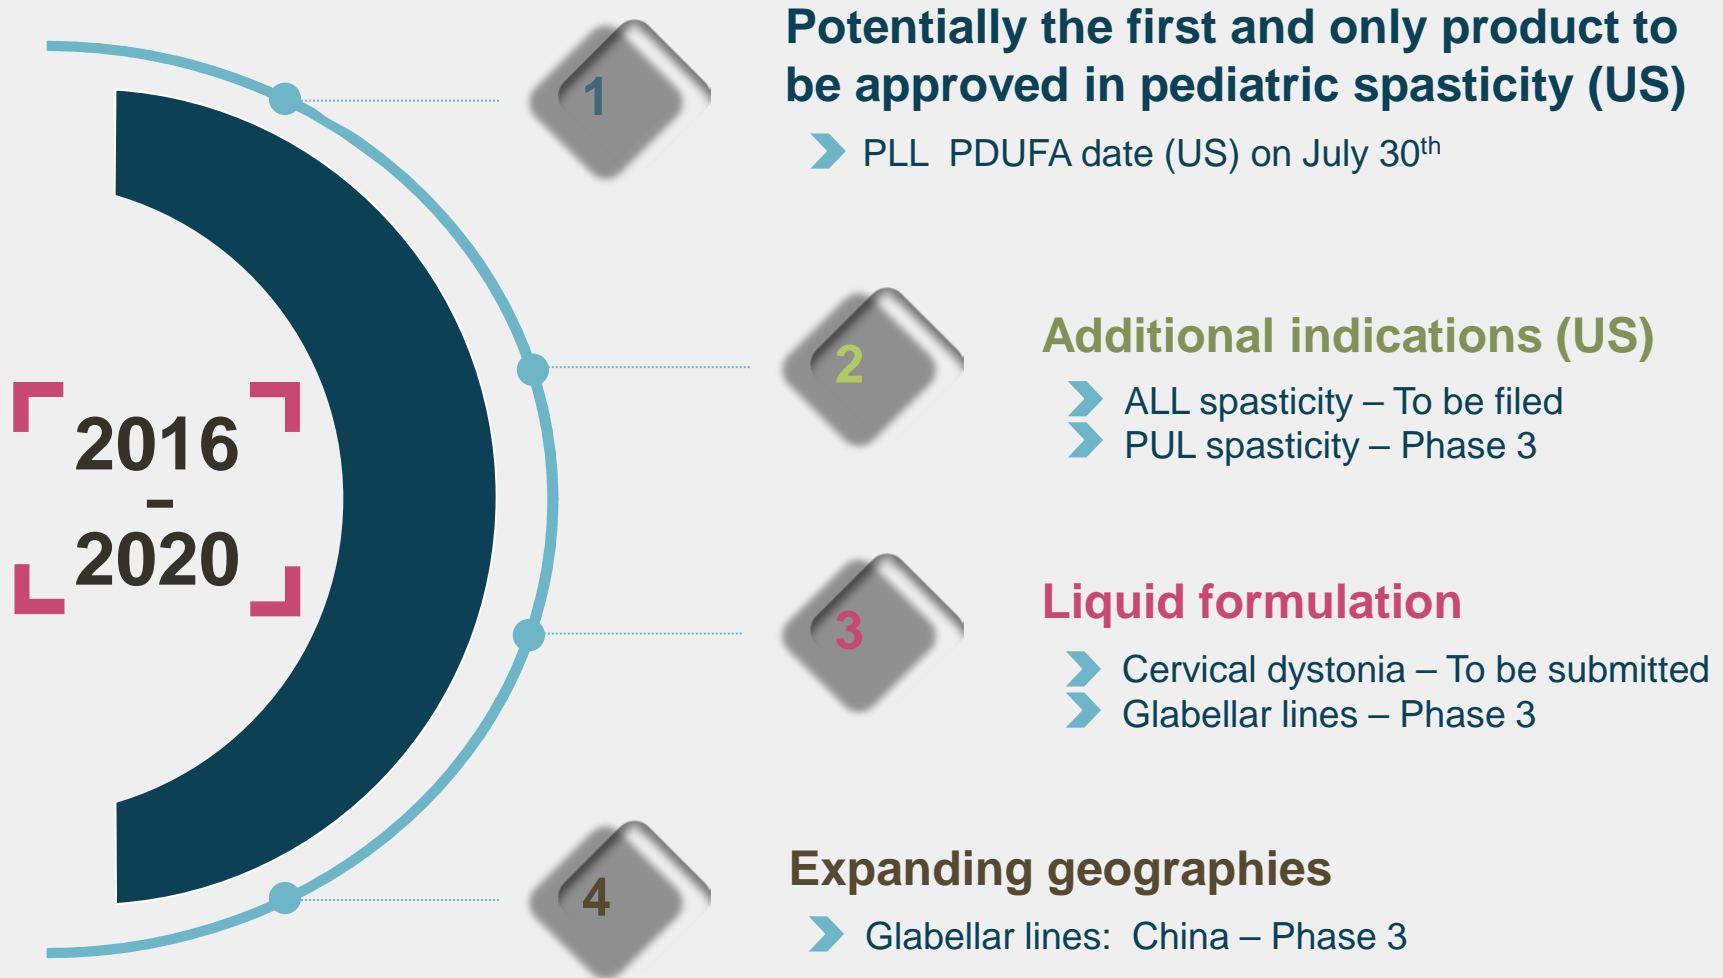 2016
–
2020
1
Potentially the first and only product to
be approved in pediatric spasticity (US)
PLL PDUFA date (US) on July 30th
2
Additional indications (US)
ALL spasticity – To be filed
PUL spasticity – Phase 3
3
Liquid formulation
Cervical dystonia – To be submitted
Glabellar lines – Phase 3
4
Expanding geographies
Glabellar lines: China – Phase 3